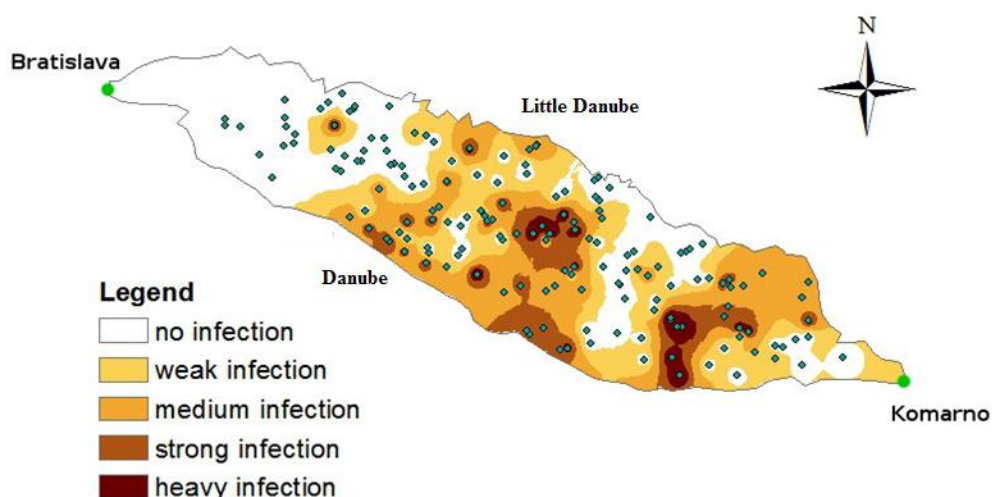 N
Bratislava
Little Danube
Danube
Legend
no infection
weak infection
medium infection
strong infection
heavy infection
Komarno